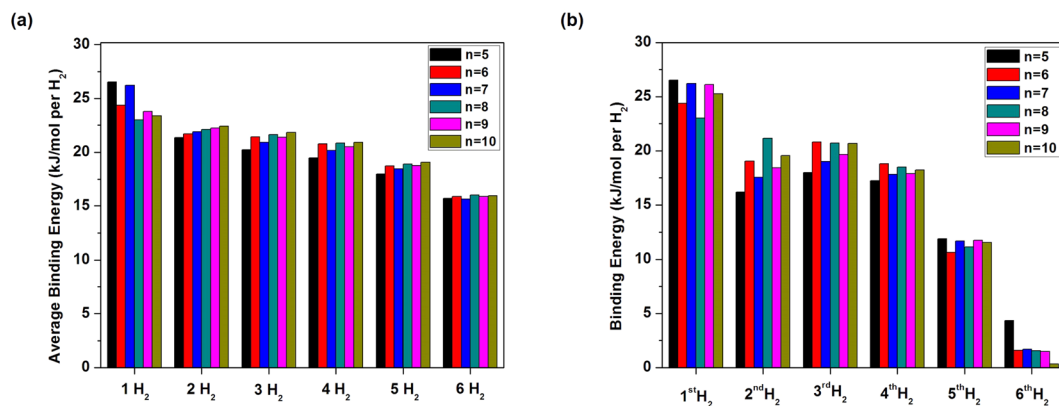 (a)
Average Binding Energy (kJ/mol per H₂)
30
25
20
15
10
5
0
n=5
n=6
n=7
n=8
n=9
n=10
1 H₂ 2 H₂ 3 H₂ 4 H₂ 5 H₂ 6 H₂
(b)
Binding Energy (kJ/mol per H₂)
30
25
20
15
10
5
0
n=5
n=6
n=7
n=8
n=9
n=10
1ˢᵗH₂ 2ⁿᵈH₂ 3ʳᵈH₂ 4ᵗʰH₂ 5ᵗʰH₂ 6ᵗʰH₂